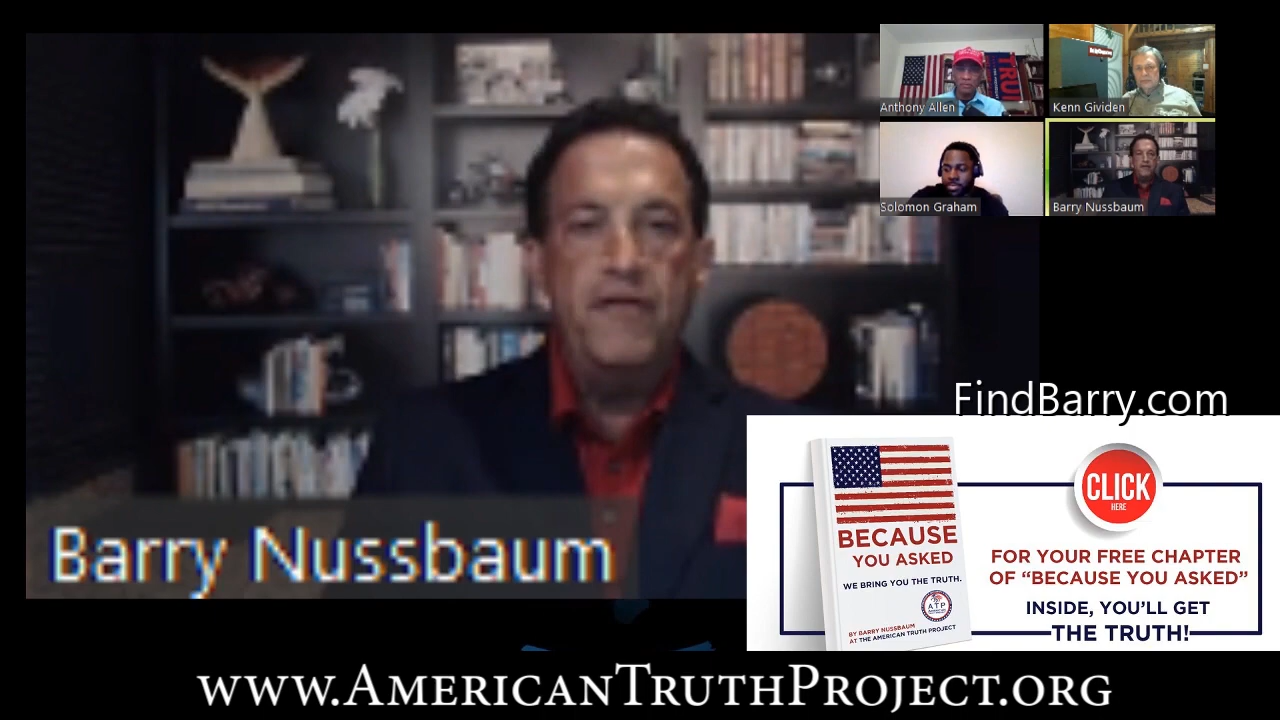 Anthony Allen
Kenn Gividen
Solomon Graham
Barry Nussbaum
Barry Nussbaum
FindBarry.com
BECAUSE
YOU ASKED
WE BRING YOU THE TRUTH.
ATP
BY BARRY NUSSBAUM
AT THE AMERICAN TRUTH PROJECT
CLICK
HERE
FOR YOUR FREE CHAPTER
OF “BECAUSE YOU ASKED”
INSIDE, YOU’LL GET
THE TRUTH!
www.AmericanTruthProject.org